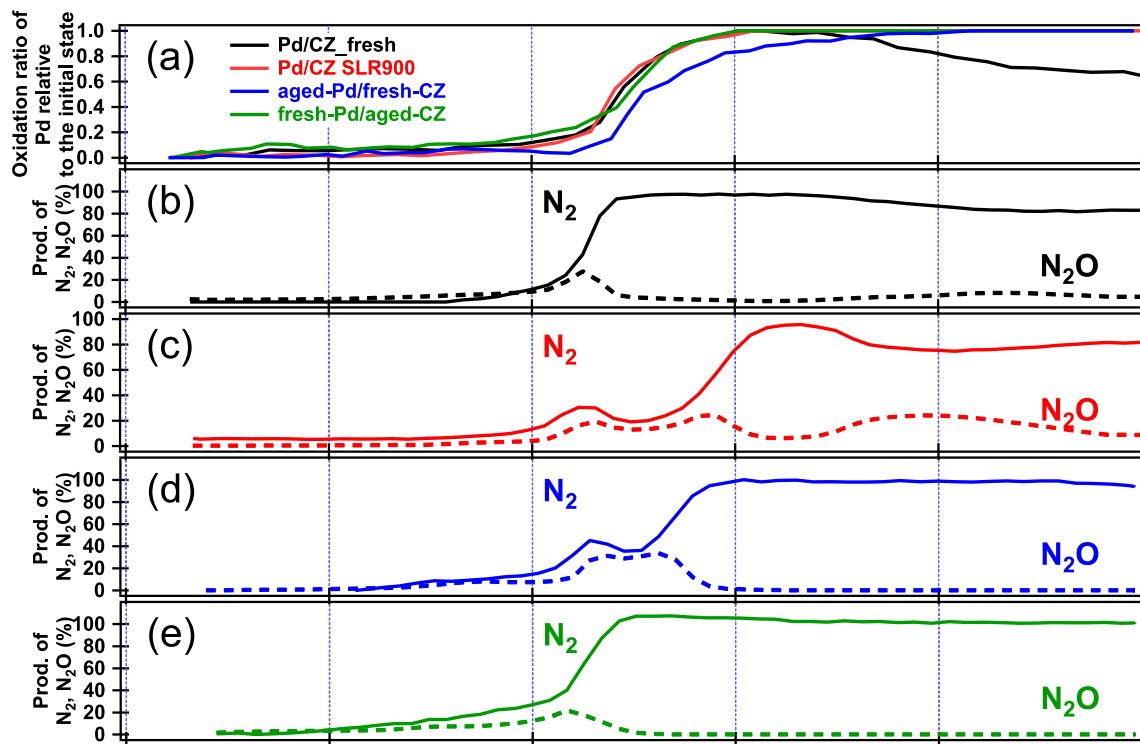 Oxidation ratio of
Pd relative
to the initial state
1.0
0.8
0.6
0.4
0.2
0.0
(a)
Pd/CZ_fresh
Pd/CZ SLR900
aged-Pd/fresh-CZ
fresh-Pd/aged-CZ
Prod. of
N₂, N₂O (%)
100
80
60
40
20
0
(b)
N₂
N₂O
Prod. of
N₂, N₂O (%)
100
80
60
40
20
0
(c)
N₂
N₂O
Prod. of
N₂, N₂O (%)
100
80
60
40
20
0
(d)
N₂
N₂O
Prod. of
N₂, N₂O (%)
100
80
60
40
20
0
(e)
N₂
N₂O